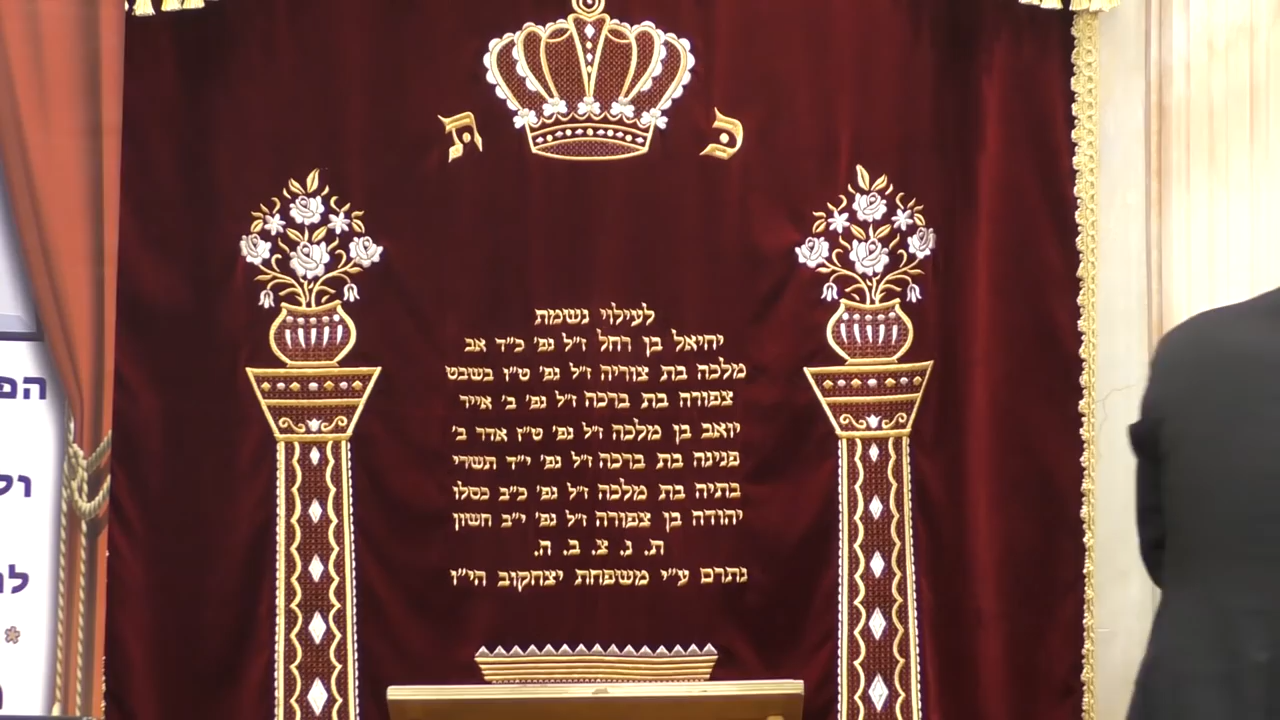 כ ת
לעילוי נשמת
יחיאל בן רחל ז״ל נפ׳ כ״ד אב
מלכה בת צוריה ז״ל נפ׳ ט״ו בשבט
צפורה בת ברכה ז״ל נפ׳ ב׳ אייר
יואב בן מלכה ז״ל נפ׳ ט״ז אדר ב׳
פנינה בת ברכה ז״ל נפ׳ י״ד תשרי
בתיה בת מלכה ז״ל נפ׳ כ״ב כסלו
יהודה בן צפורה ז״ל נפ׳ י״ב חשון
ת. נ. צ. ב. ה.
נתרם ע״י משפחת יצחקוב הי״ו